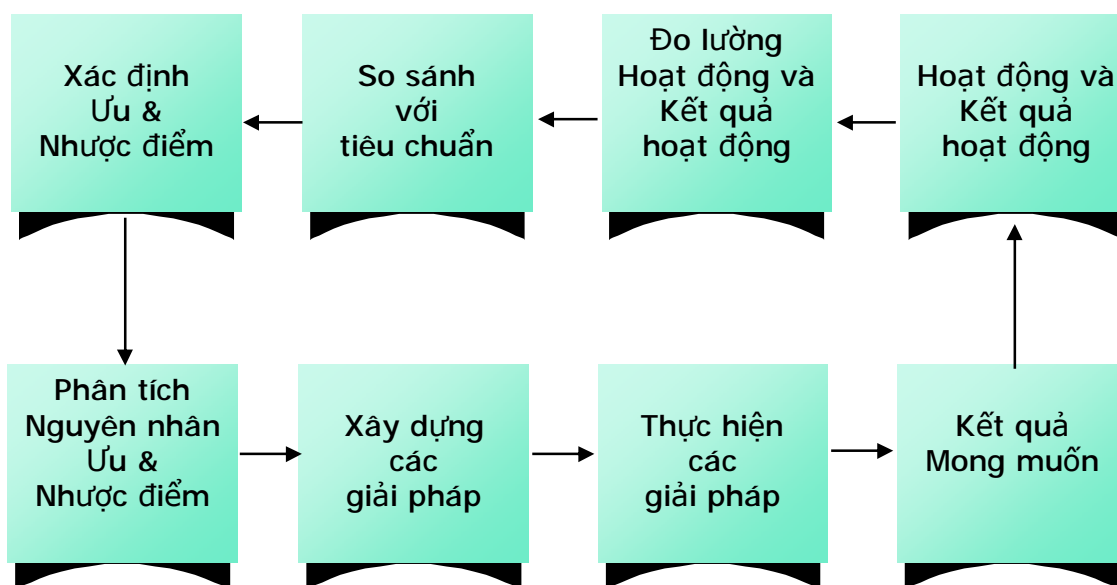 Xác định
Ưu &
Nhược điểm
So sánh
với
tiêu chuẩn
Đo lường
Hoạt động và
Kết quả
hoạt động
Hoạt động và
Kết quả
hoạt động
Phân tích
Nguyên nhân
Ưu &
Nhược điểm
Xây dựng
các
giải pháp
Thực hiện
các
giải pháp
Kết quả
Mong muốn